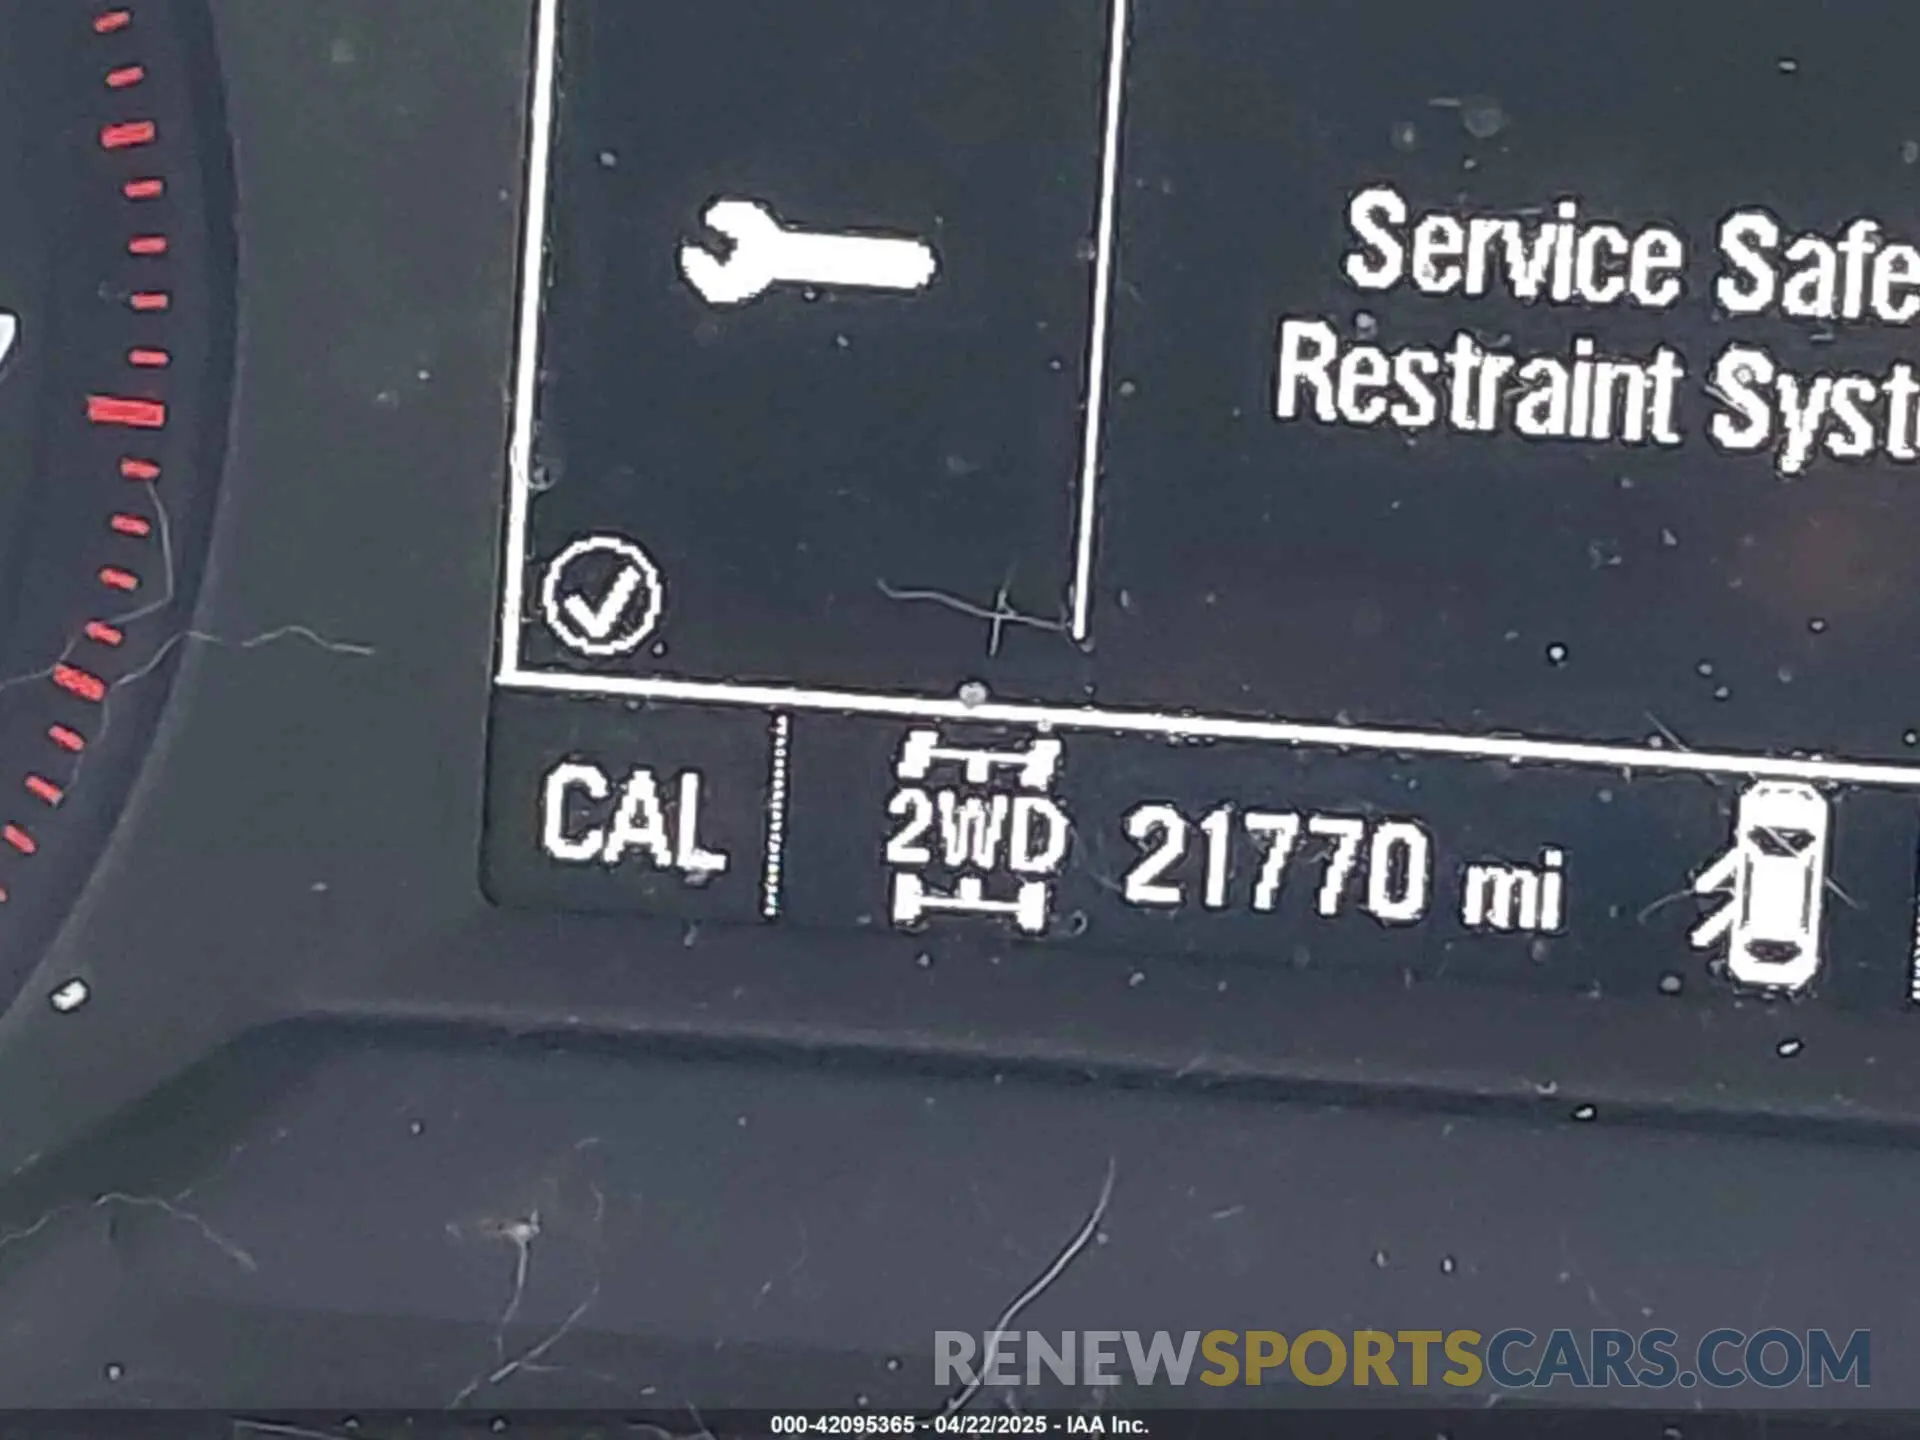 Service Safe
Restraint Syst
CAL
2WD
21770 mi
RENEWSPORTSCARS.COM
000-42095365 - 04/22/2025 - IAA Inc.